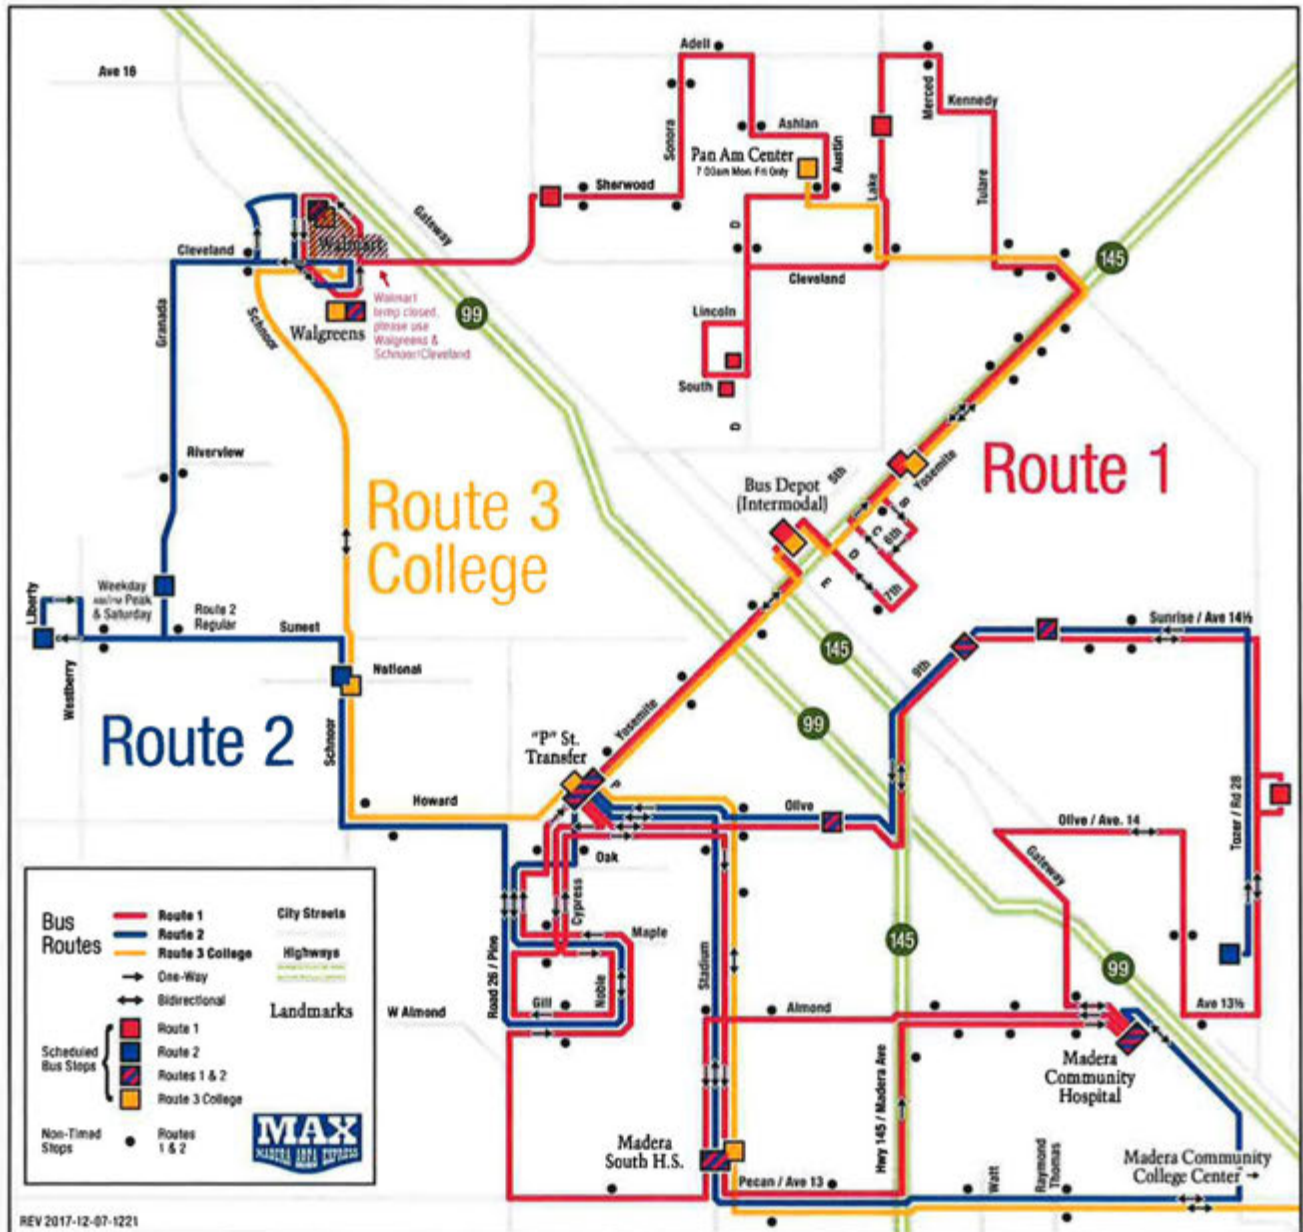 Adell
Ave 16
Merced
Kennedy
Ashlan
Sonora
Austin
Pan Am Center
7:00am Mon-Fri Only
Sherwood
Lake
Tulare
Gateway
D
Cleveland
Walmart
145
Cleveland
Walmart
temp closed,
please use
Walgreens &
Schnoor/Cleveland
Granada
Schnoor
Walgreens
99
Lincoln
South
D
Riverview
Route 3
College
Route 1
5th
Yosemite
Bus Depot
(Intermodal)
B
C
6th
D
E
7th
Liberty
Weekday
AM/PM Peak
& Saturday
Route 2
Regular
Sunset
Sunrise / Ave 14½
145
9th
Westberry
National
Route 2
Schnoor
Yosemite
99
"P" St.
Transfer
P
Howard
Olive
Tozer / Rd 28
Olive / Ave. 14
Gateway
Oak
Cypress
Maple
145
99
Road 26 / Pine
Noble
Stadium
Gill
W Almond
Almond
Ave 13½
Madera
Community
Hospital
Hwy 145 / Madera Ave
Madera
South H.S.
Pecan / Ave 13
Watt
Raymond
Thomas
Madera Community
College Center
Bus
Routes
Route 1
Route 2
Route 3 College
One-Way
Bidirectional
City Streets
Highways
Landmarks
Scheduled
Bus Stops
Route 1
Route 2
Routes 1 & 2
Route 3 College
Non-Timed
Stops
Routes
1 & 2
MAX
MADERA AREA EXPRESS
REV 2017-12-07-1221